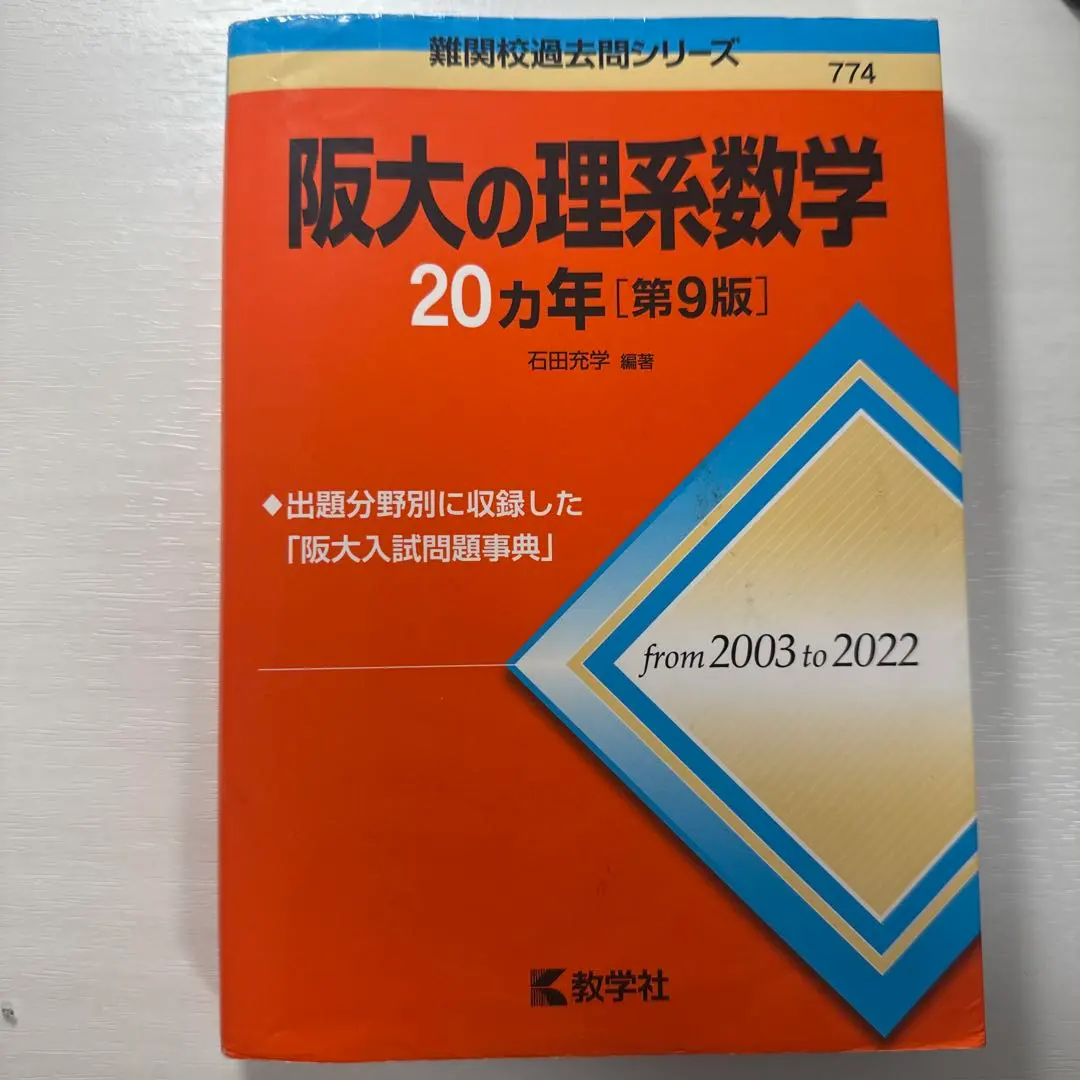 難関校過去問シリーズ
774
阪大の理系数学
20ヵ年[第9版]
石田充学 編著
◆出題分野別に収録した
「阪大入試問題事典」
from 2003 to 2022
教学社